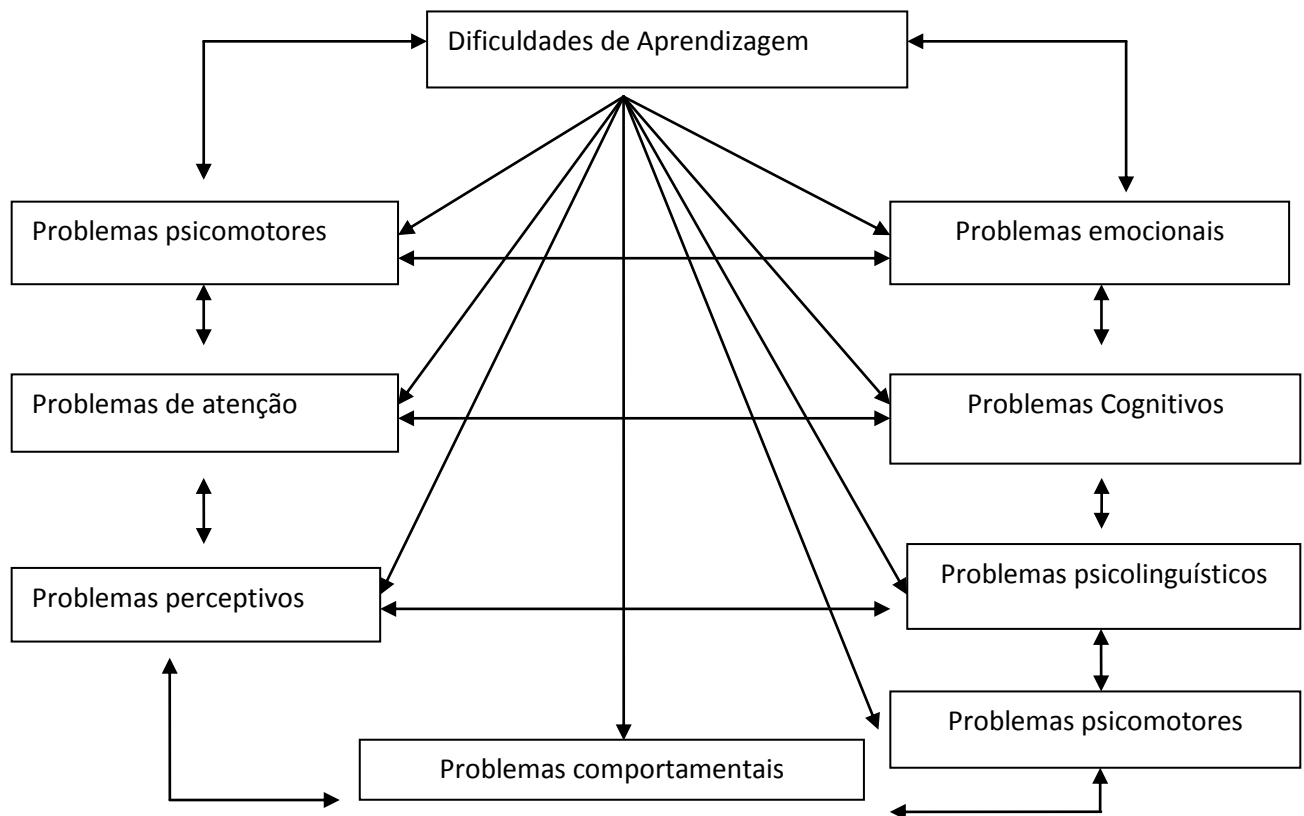 Dificuldades de Aprendizagem
Problemas psicomotores
Problemas emocionais
Problemas de atenção
Problemas Cognitivos
Problemas perceptivos
Problemas psicolinguísticos
Problemas psicomotores
Problemas comportamentais